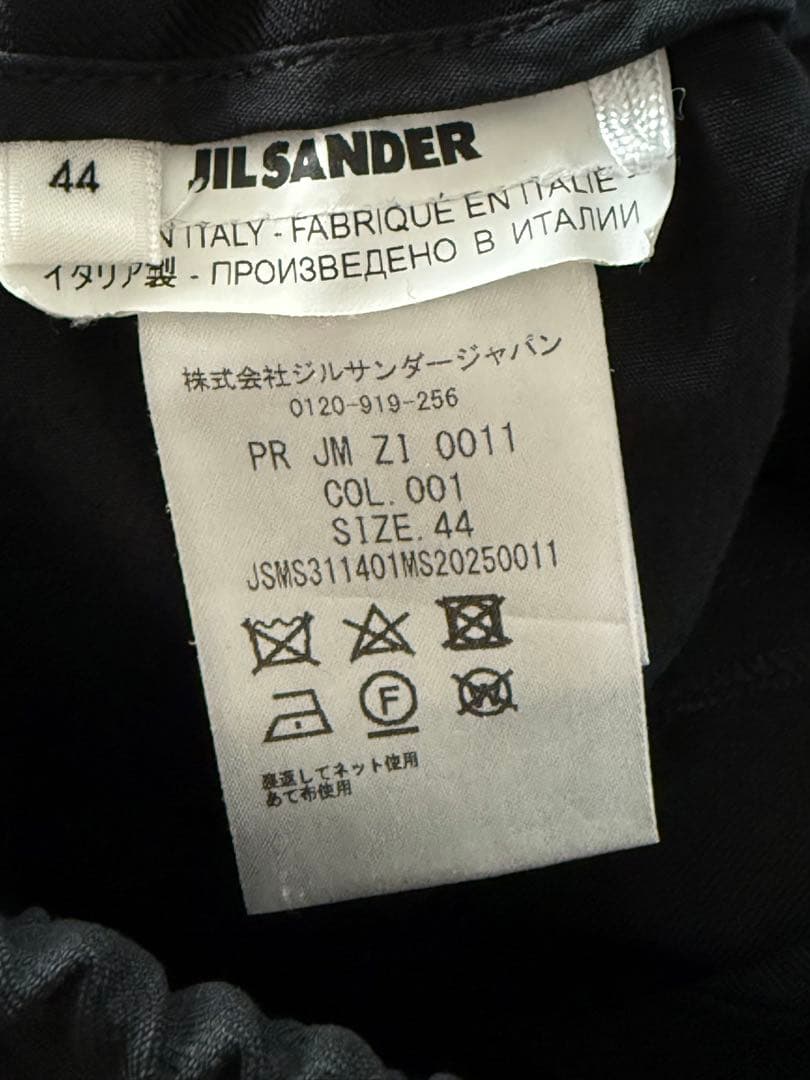 44
JIL SANDER
N ITALY - FABRIQUÉ EN ITALIE -
イタリア製 - ПРОИЗВЕДЕНО В ИТАЛИИ
株式会社ジルサンダージャパン
0120-919-256
PR JM ZI 0011
COL.001
SIZE.44
JSMS311401MS20250011
F
W
裏返してネット使用
あて布使用